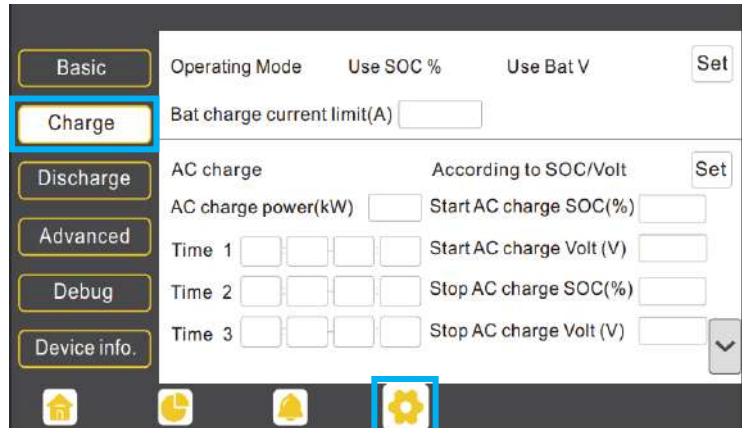 Basic
Charge
Discharge
Advanced
Debug
Device info.
Operating Mode Use SOC % Use Bat V Set
Bat charge current limit(A)
AC charge According to SOC/Volt Set
AC charge power(kW) Start AC charge SOC(%)
Time 1 Start AC charge Volt (V)
Time 2 Stop AC charge SOC(%)
Time 3 Stop AC charge Volt (V)